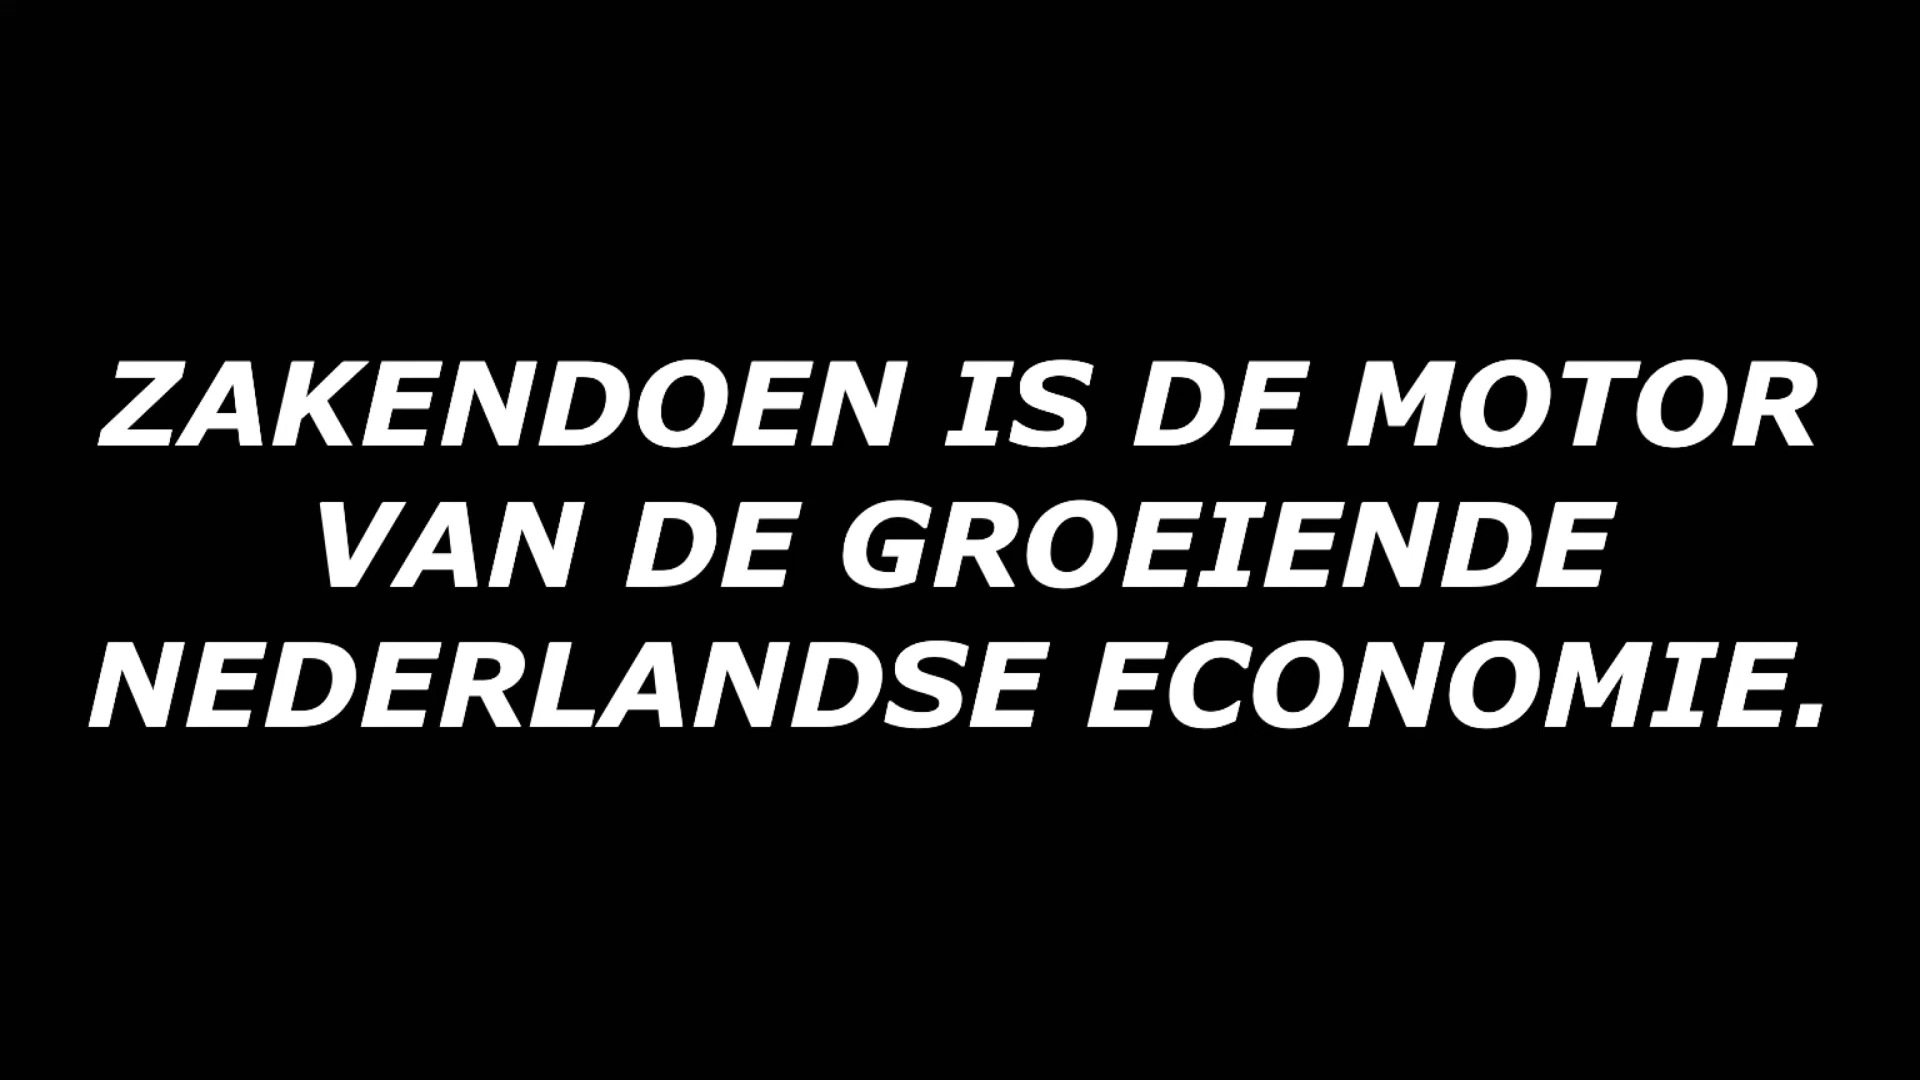 ZAKENDOEN IS DE MOTOR
VAN DE GROEIENDE
NEDERLANDSE ECONOMIE.